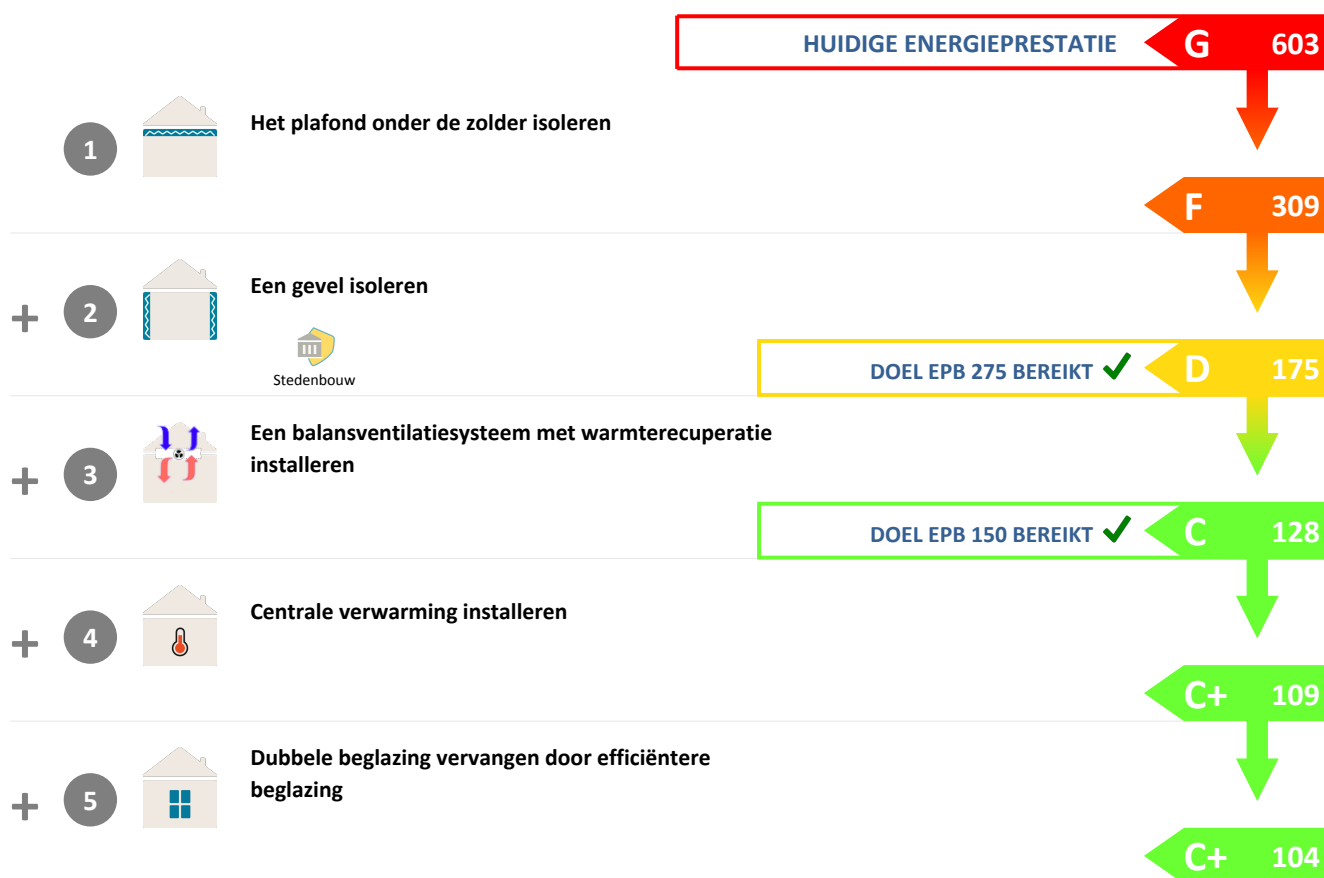 HUIDIGE ENERGIEPRESTATIE G 603
1 Het plafond onder de zolder isoleren
F 309
+ 2 Een gevel isoleren
Stedenbouw
DOEL EPB 275 BEREIKT D 175
+ 3 Een balansventilatiesysteem met warmterecuperatie
installeren
DOEL EPB 150 BEREIKT C 128
+ 4 Centrale verwarming installeren
C+ 109
+ 5 Dubbele beglazing vervangen door efficiëntere
beglazing
C+ 104